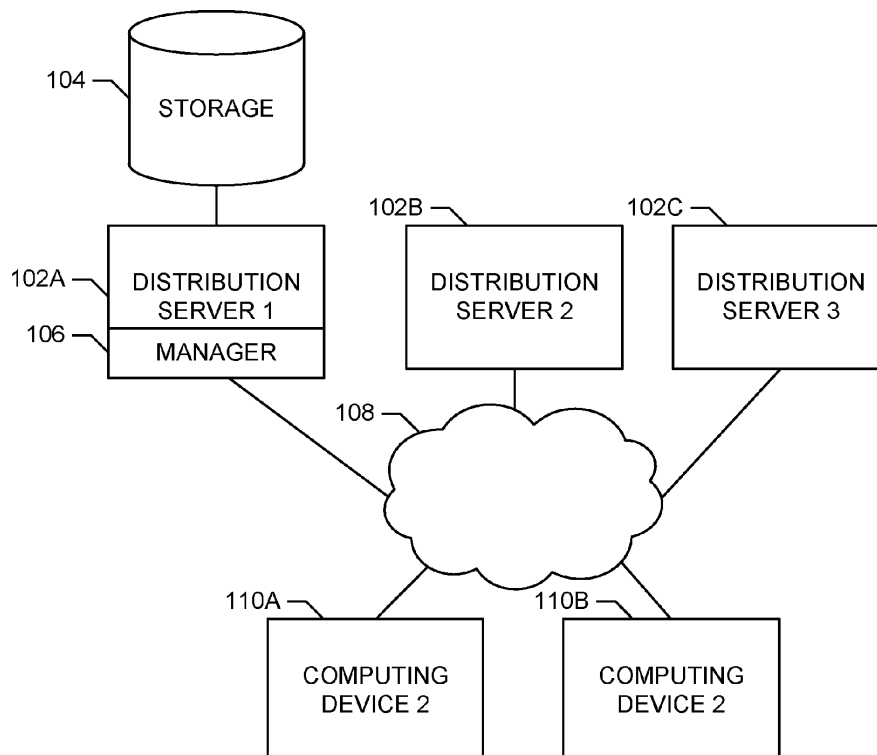 104
STORAGE
102B
102C
102A
DISTRIBUTION
SERVER 1
DISTRIBUTION
SERVER 2
DISTRIBUTION
SERVER 3
106
MANAGER
108
110A
110B
COMPUTING
DEVICE 2
COMPUTING
DEVICE 2